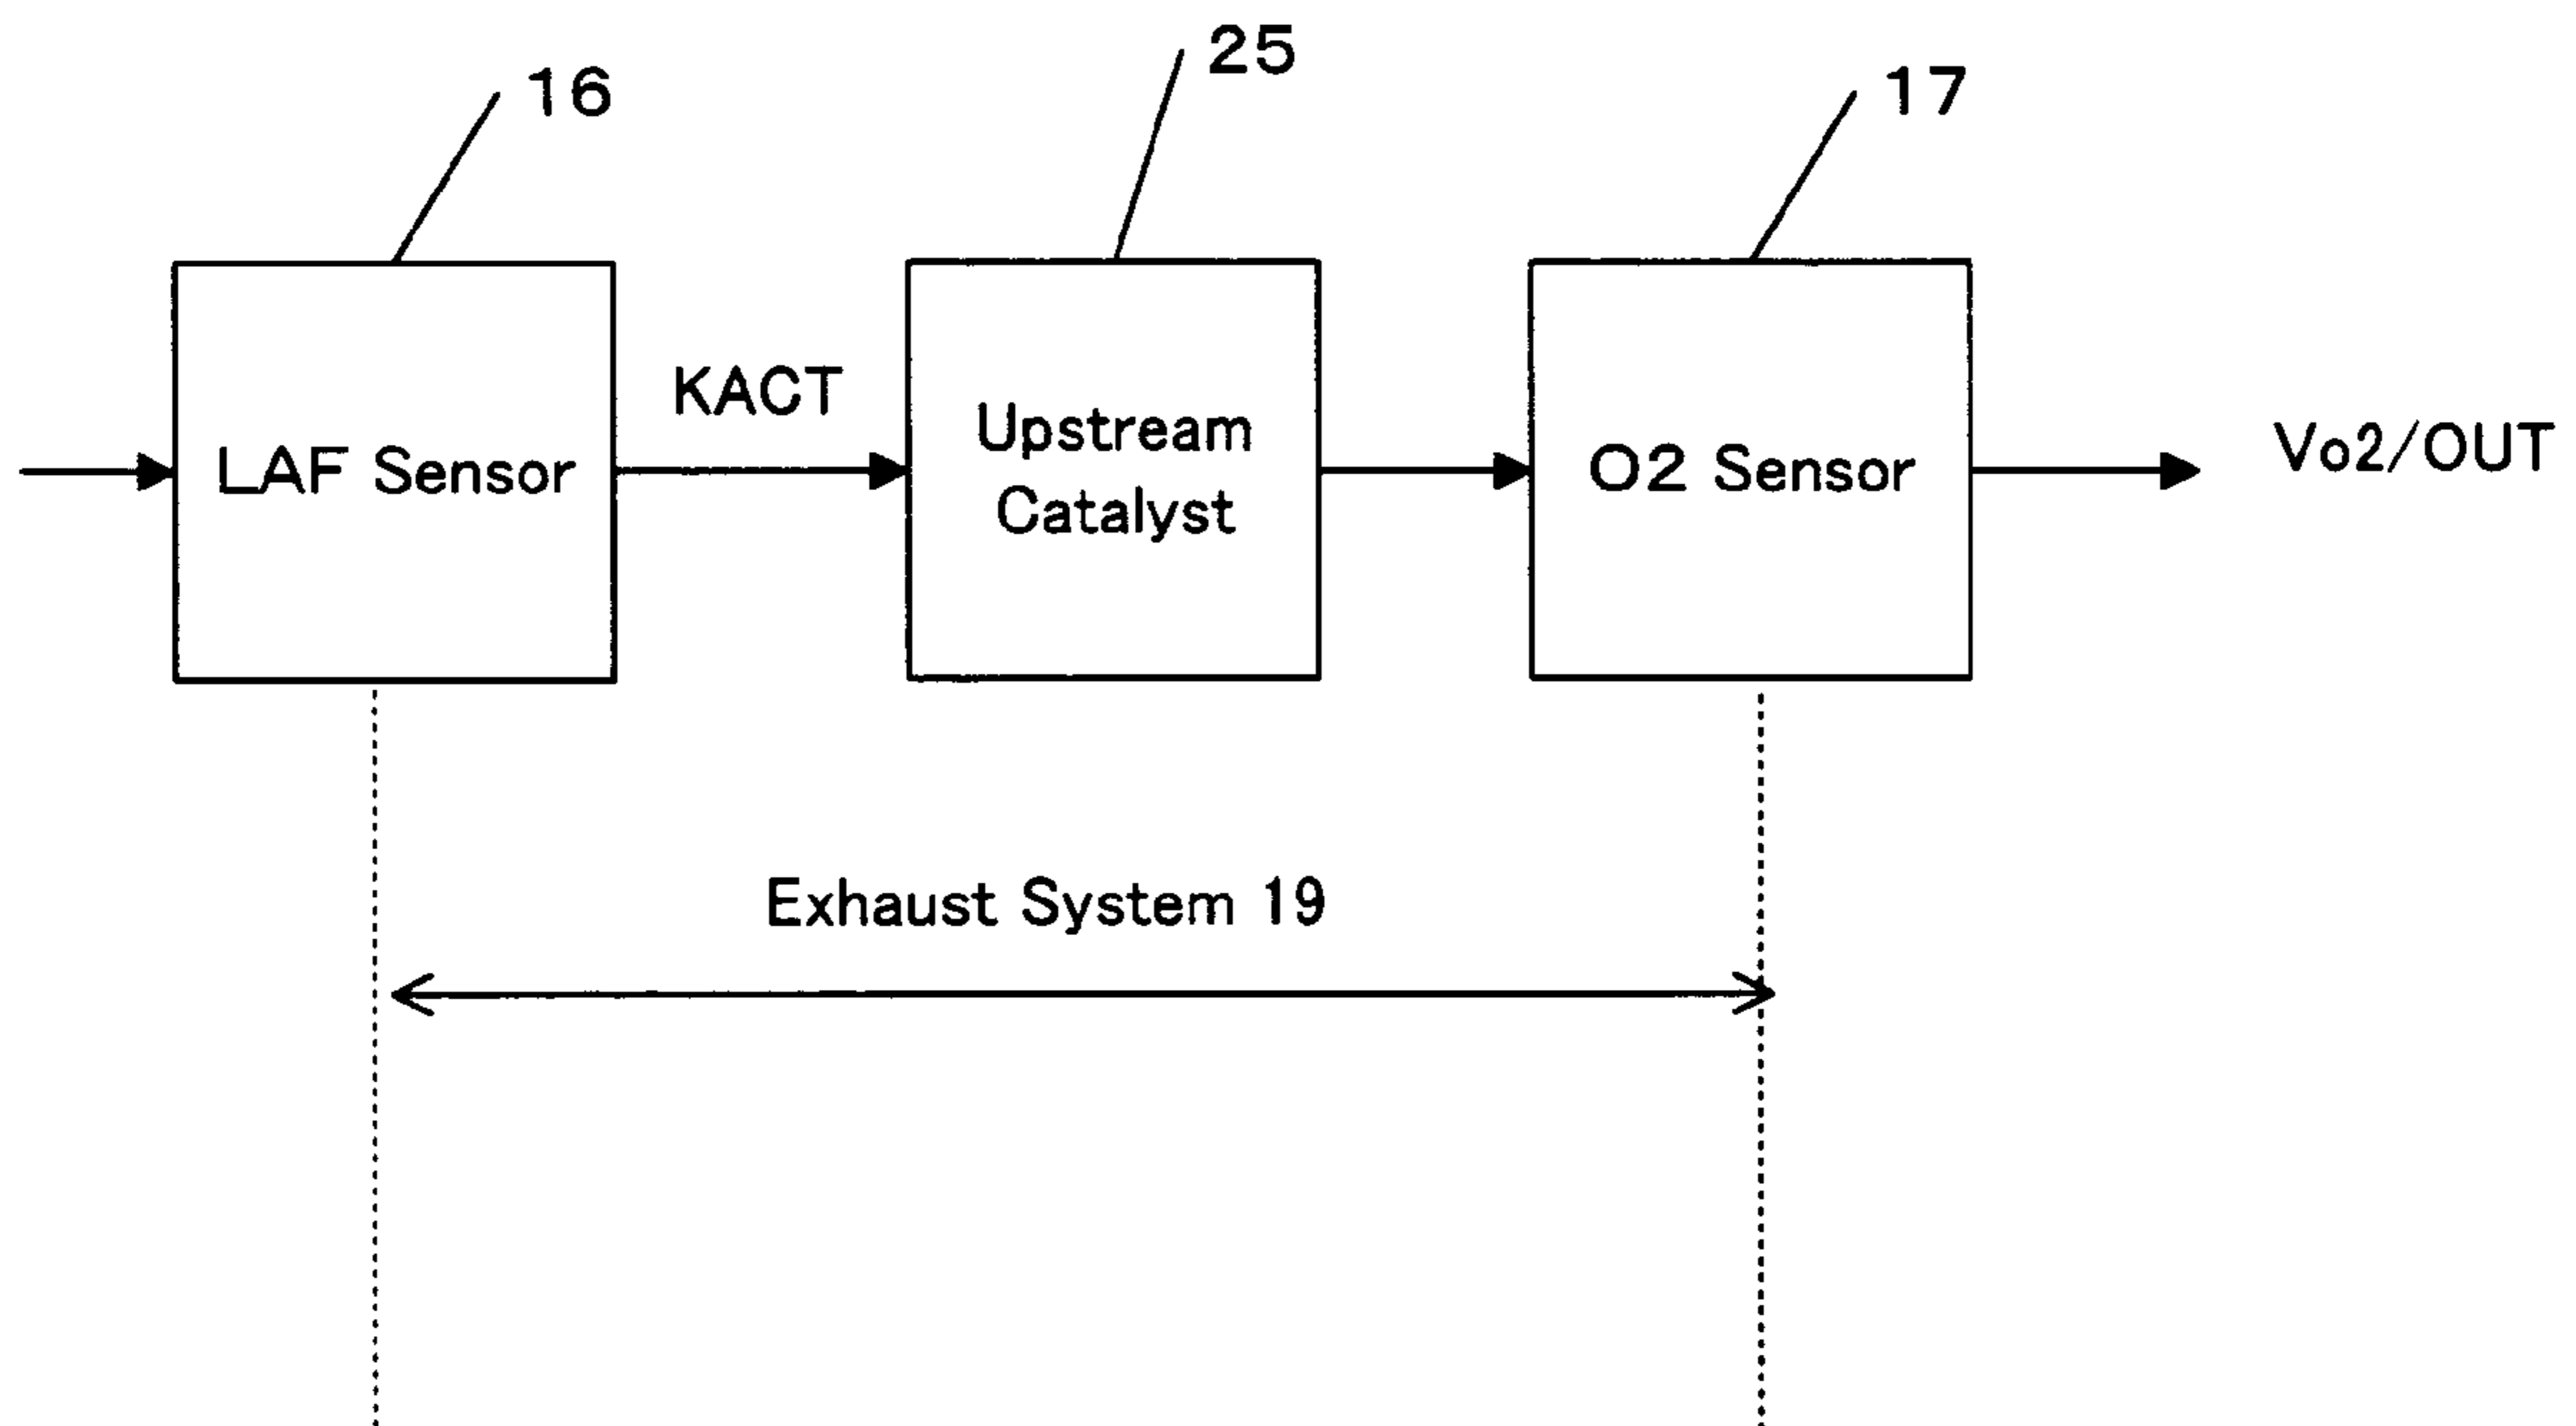 16
25
17
LAF Sensor
KACT
Upstream
Catalyst
O2 Sensor
Vo2/OUT
Exhaust System 19